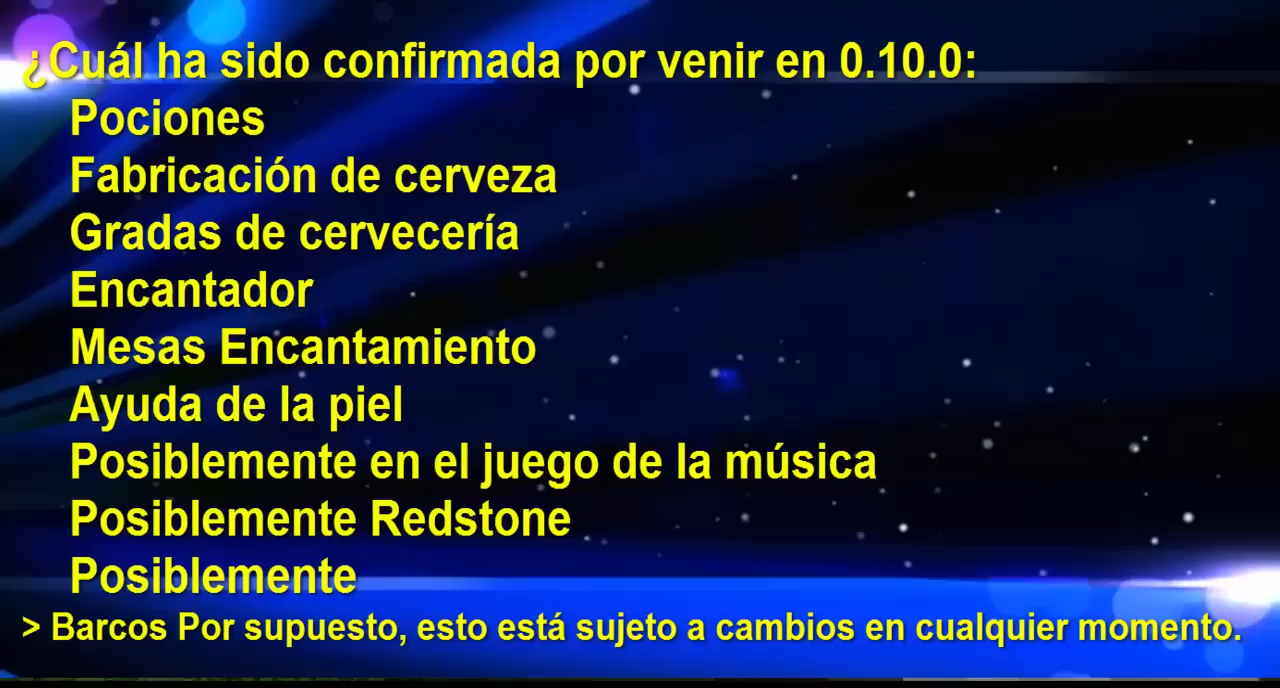 ¿Cuál ha sido confirmada por venir en 0.10.0:
Pociones
Fabricación de cerveza
Gradas de cervecería
Encantador
Mesas Encantamiento
Ayuda de la piel
Posiblemente en el juego de la música
Posiblemente Redstone
Posiblemente
> Barcos Por supuesto, esto está sujeto a cambios en cualquier momento.